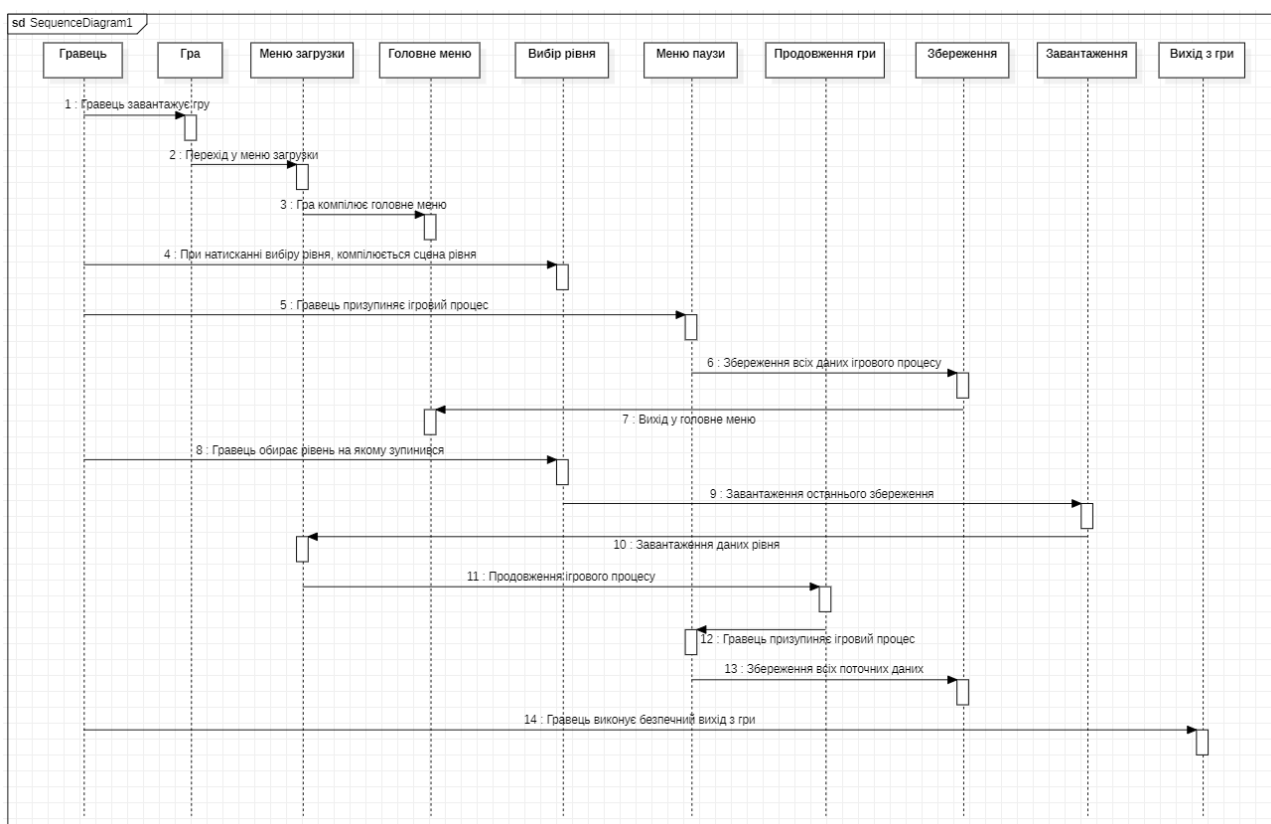 sd SequenceDiagram1
Гравець
Гра
Меню загрузки
Головне меню
Вибір рівня
Меню паузи
Продовження гри
Збереження
Завантаження
Вихід з гри
1 : Гравець завантажує гру
2 : Перехід у меню загрузки
3 : Гра компілює головне меню
4 : При натисканні вибіру рівня, компілюється сцена рівня
5 : Гравець призупиняє ігровий процес
6 : Збереження всіх даних ігрового процесу
7 : Вихід у головне меню
8 : Гравець обирає рівень на якому зупинився
9 : Завантаження останнього збереження
10 : Завантаження даних рівня
11 : Продовження ігрового процесу
12 : Гравець призупиняє ігровий процес
13 : Збереження всіх поточних даних
14 : Гравець виконує безпечний вихід з гри